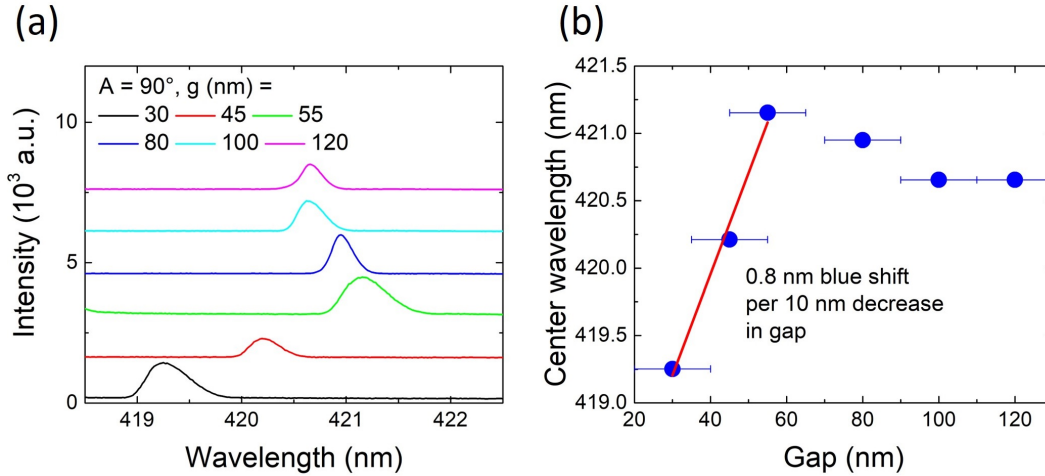 (a)
A = 90°, g (nm) =
30 45 55
80 100 120
10
5
0
Intensity (10³ a.u.)
419 420 421 422
Wavelength (nm)
(b)
421.5
421.0
420.5
420.0
419.5
419.0
Center wavelength (nm)
0.8 nm blue shift
per 10 nm decrease
in gap
20 40 60 80 100 120
Gap (nm)